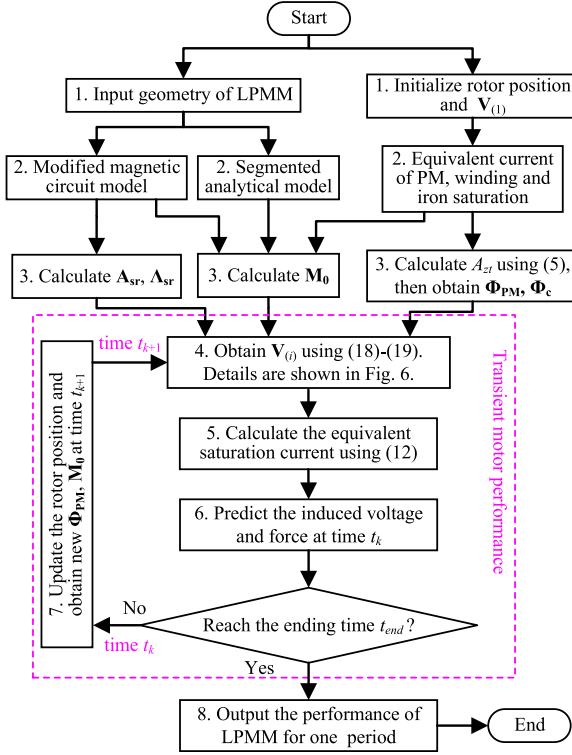 Start
1. Input geometry of LPMM
1. Initialize rotor position
and V(1)
2. Modified magnetic
circuit model
2. Segmented
analytical model
2. Equivalent current
of PM, winding and
iron saturation
3. Calculate Asr, Λsr
3. Calculate M0
3. Calculate Azt using (5),
then obtain ΦPM, Φc
time tk+1
4. Obtain V(i) using (18)-(19).
Details are shown in Fig. 6.
Transient motor performance
5. Calculate the equivalent
saturation current using (12)
6. Predict the induced voltage
and force at time tk
7. Update the rotor position and
obtain new ΦPM, M0 at time tk+1
No
time tk
Reach the ending time tend?
Yes
8. Output the performance of
LPMM for one period
End